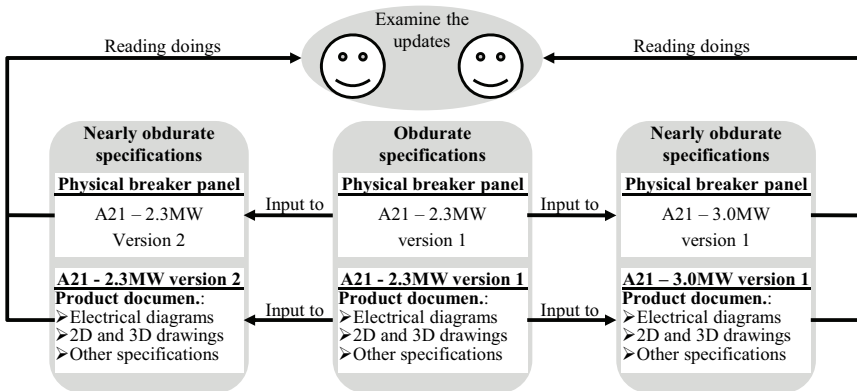 Examine the
updates
Reading doings
Reading doings
Nearly obdurate
specifications
Physical breaker panel
A21 – 2.3MW
Version 2
A21 - 2.3MW version 2
Product documen.:
➢Electrical diagrams
➢2D and 3D drawings
➢Other specifications
Input to
Input to
Obdurate
specifications
Physical breaker panel
A21 – 2.3MW
version 1
A21 - 2.3MW version 1
Product documen.:
➢Electrical diagrams
➢2D and 3D drawings
➢Other specifications
Input to
Input to
Nearly obdurate
specifications
Physical breaker panel
A21 – 3.0MW
version 1
A21 – 3.0MW version 1
Product documen.:
➢Electrical diagrams
➢2D and 3D drawings
➢Other specifications